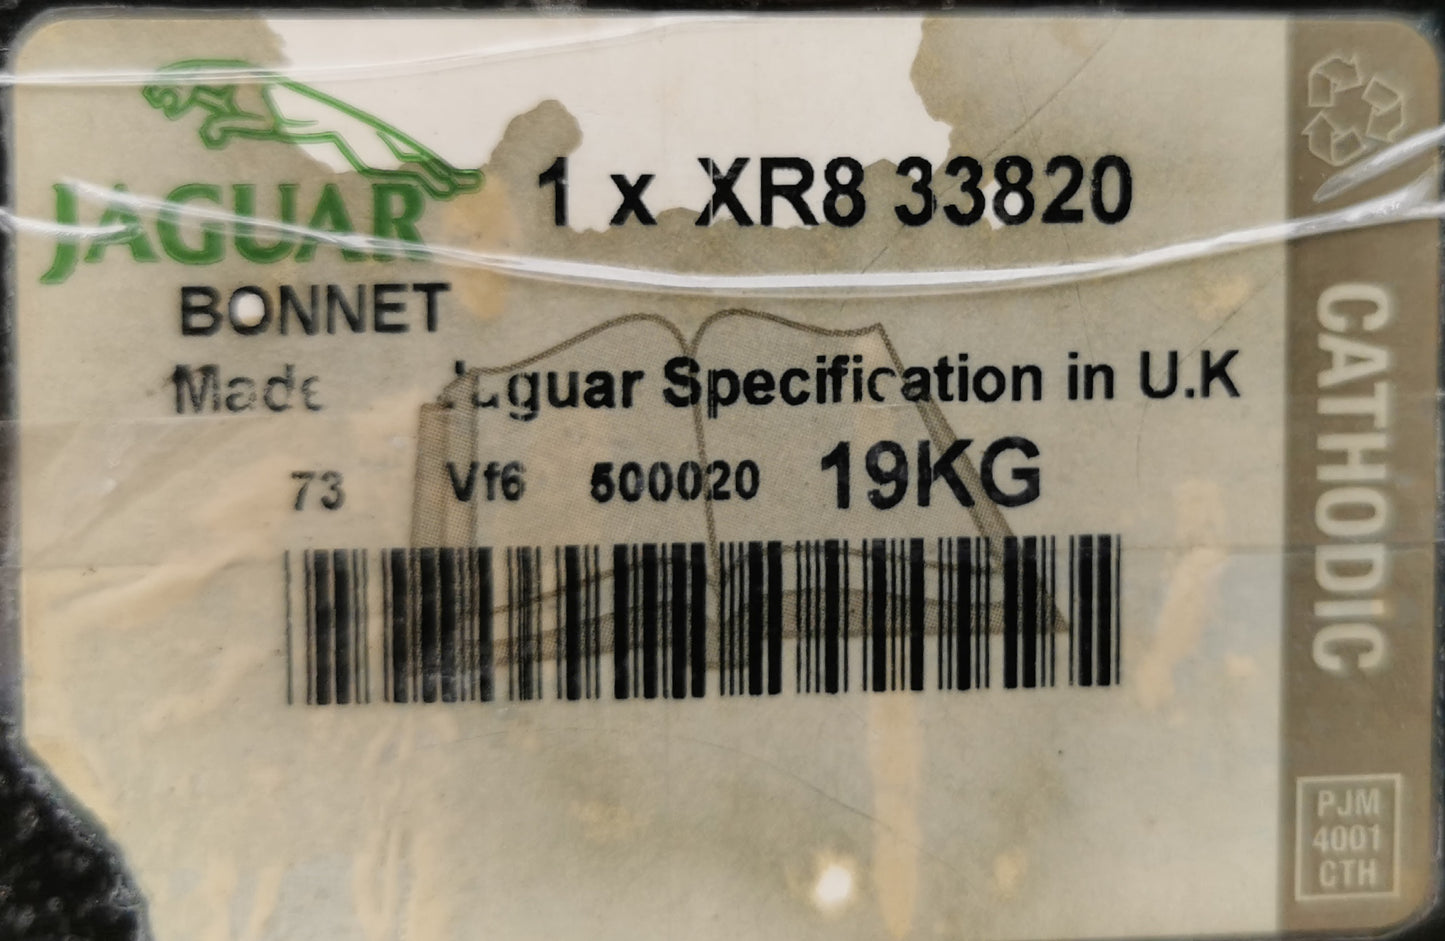 JAGUAR
1 x XR8 33820
BONNET
Made Jaguar Specification in U.K
73 Vf6 500020 19KG
CATHODIC
PJM
4001
CTH